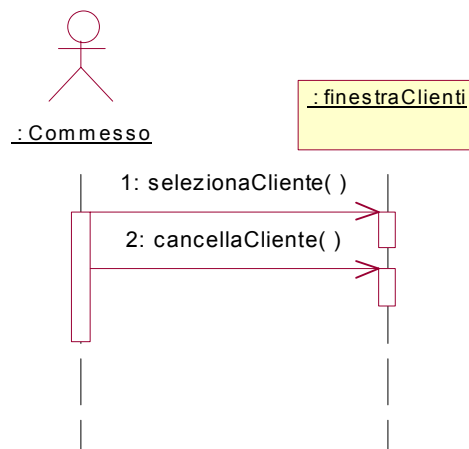 : finestraClienti
: Commesso
1: selezionaCliente( )
2: cancellaCliente( )